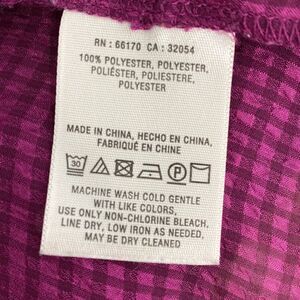 RN : 66170 CA : 32054
100% POLYESTER, POLYESTER,
POLIÉSTER, POLIESTERE,
POLYESTER
MADE IN CHINA, HECHO EN CHINA,
FABRIQUÉ EN CHINE
30 P
MACHINE WASH COLD GENTLE
WITH LIKE COLORS,
USE ONLY NON-CHLORINE BLEACH,
LINE DRY, LOW IRON AS NEEDED.
MAY BE DRY CLEANED